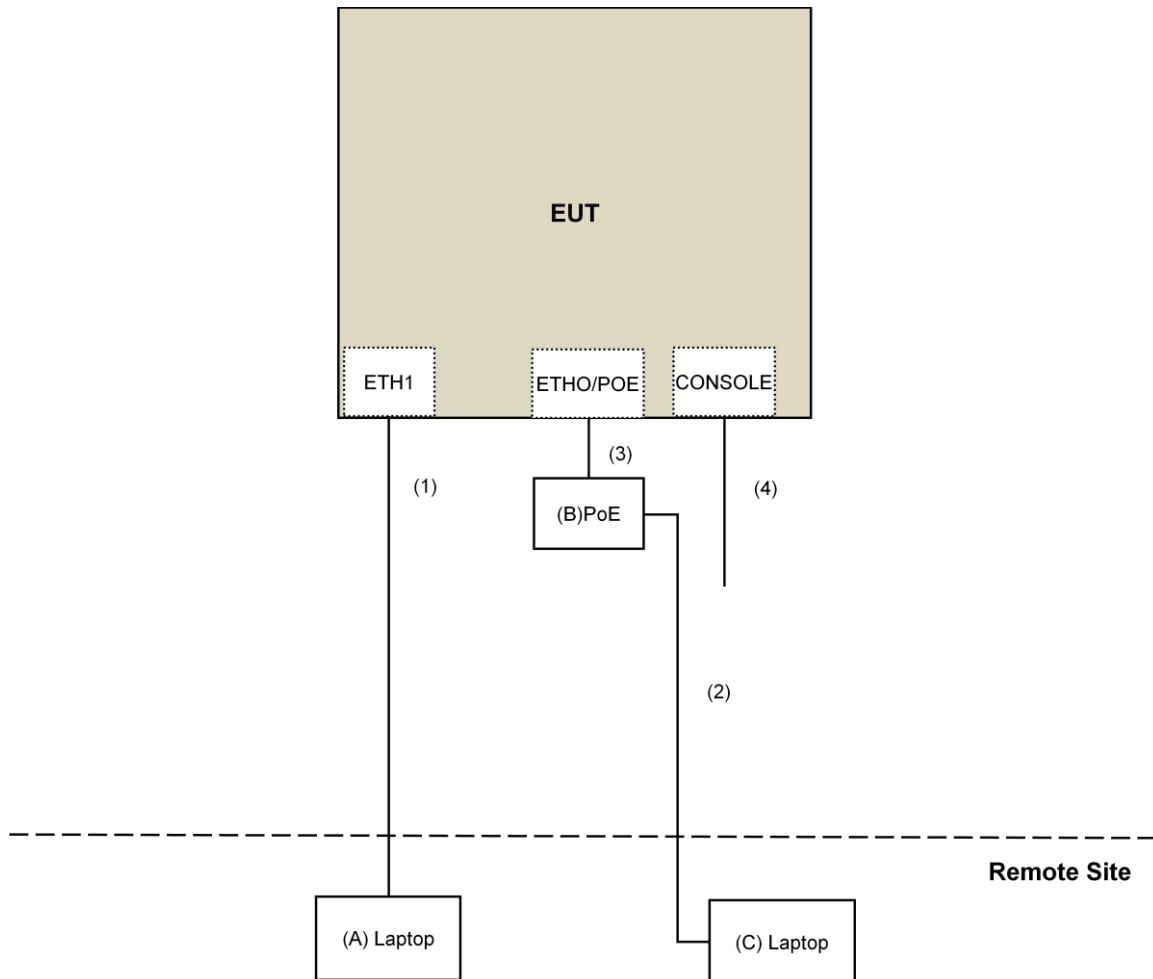 EUT
ETH1
ETHO/POE
CONSOLE
(1)
(3)
(4)
(B)PoE
(2)
Remote Site
(A) Laptop
(C) Laptop